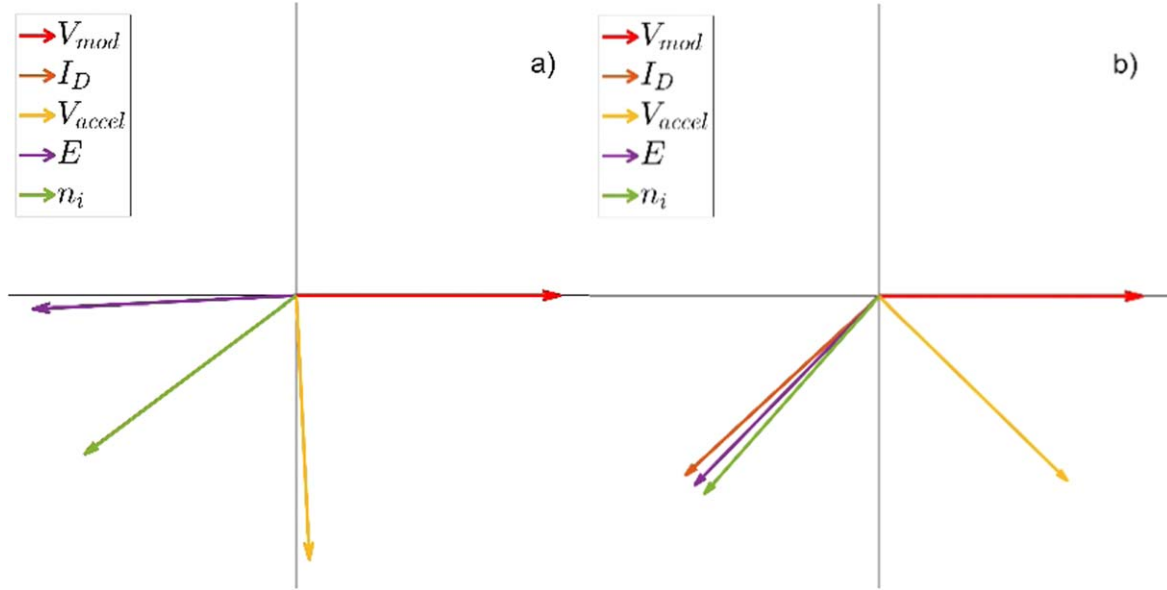 V_mod
I_D
V_accel
E
n_i
a)
V_mod
I_D
V_accel
E
n_i
b)